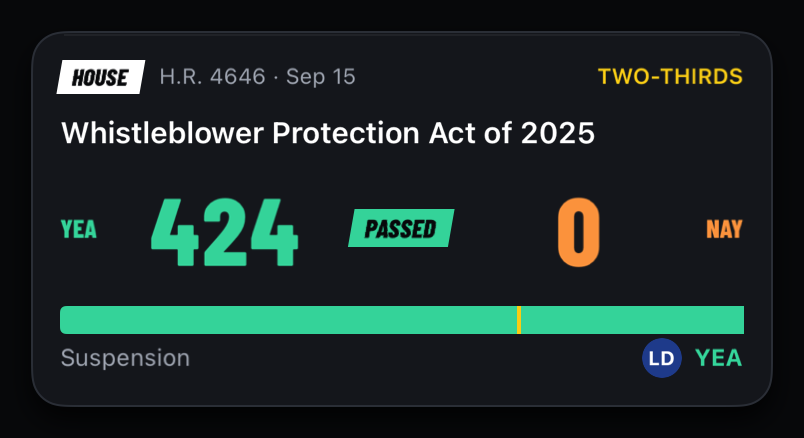 HOUSE H.R. 4646 · Sep 15 TWO-THIRDS
Whistleblower Protection Act of 2025
YEA 424 PASSED 0 NAY
Suspension LD YEA